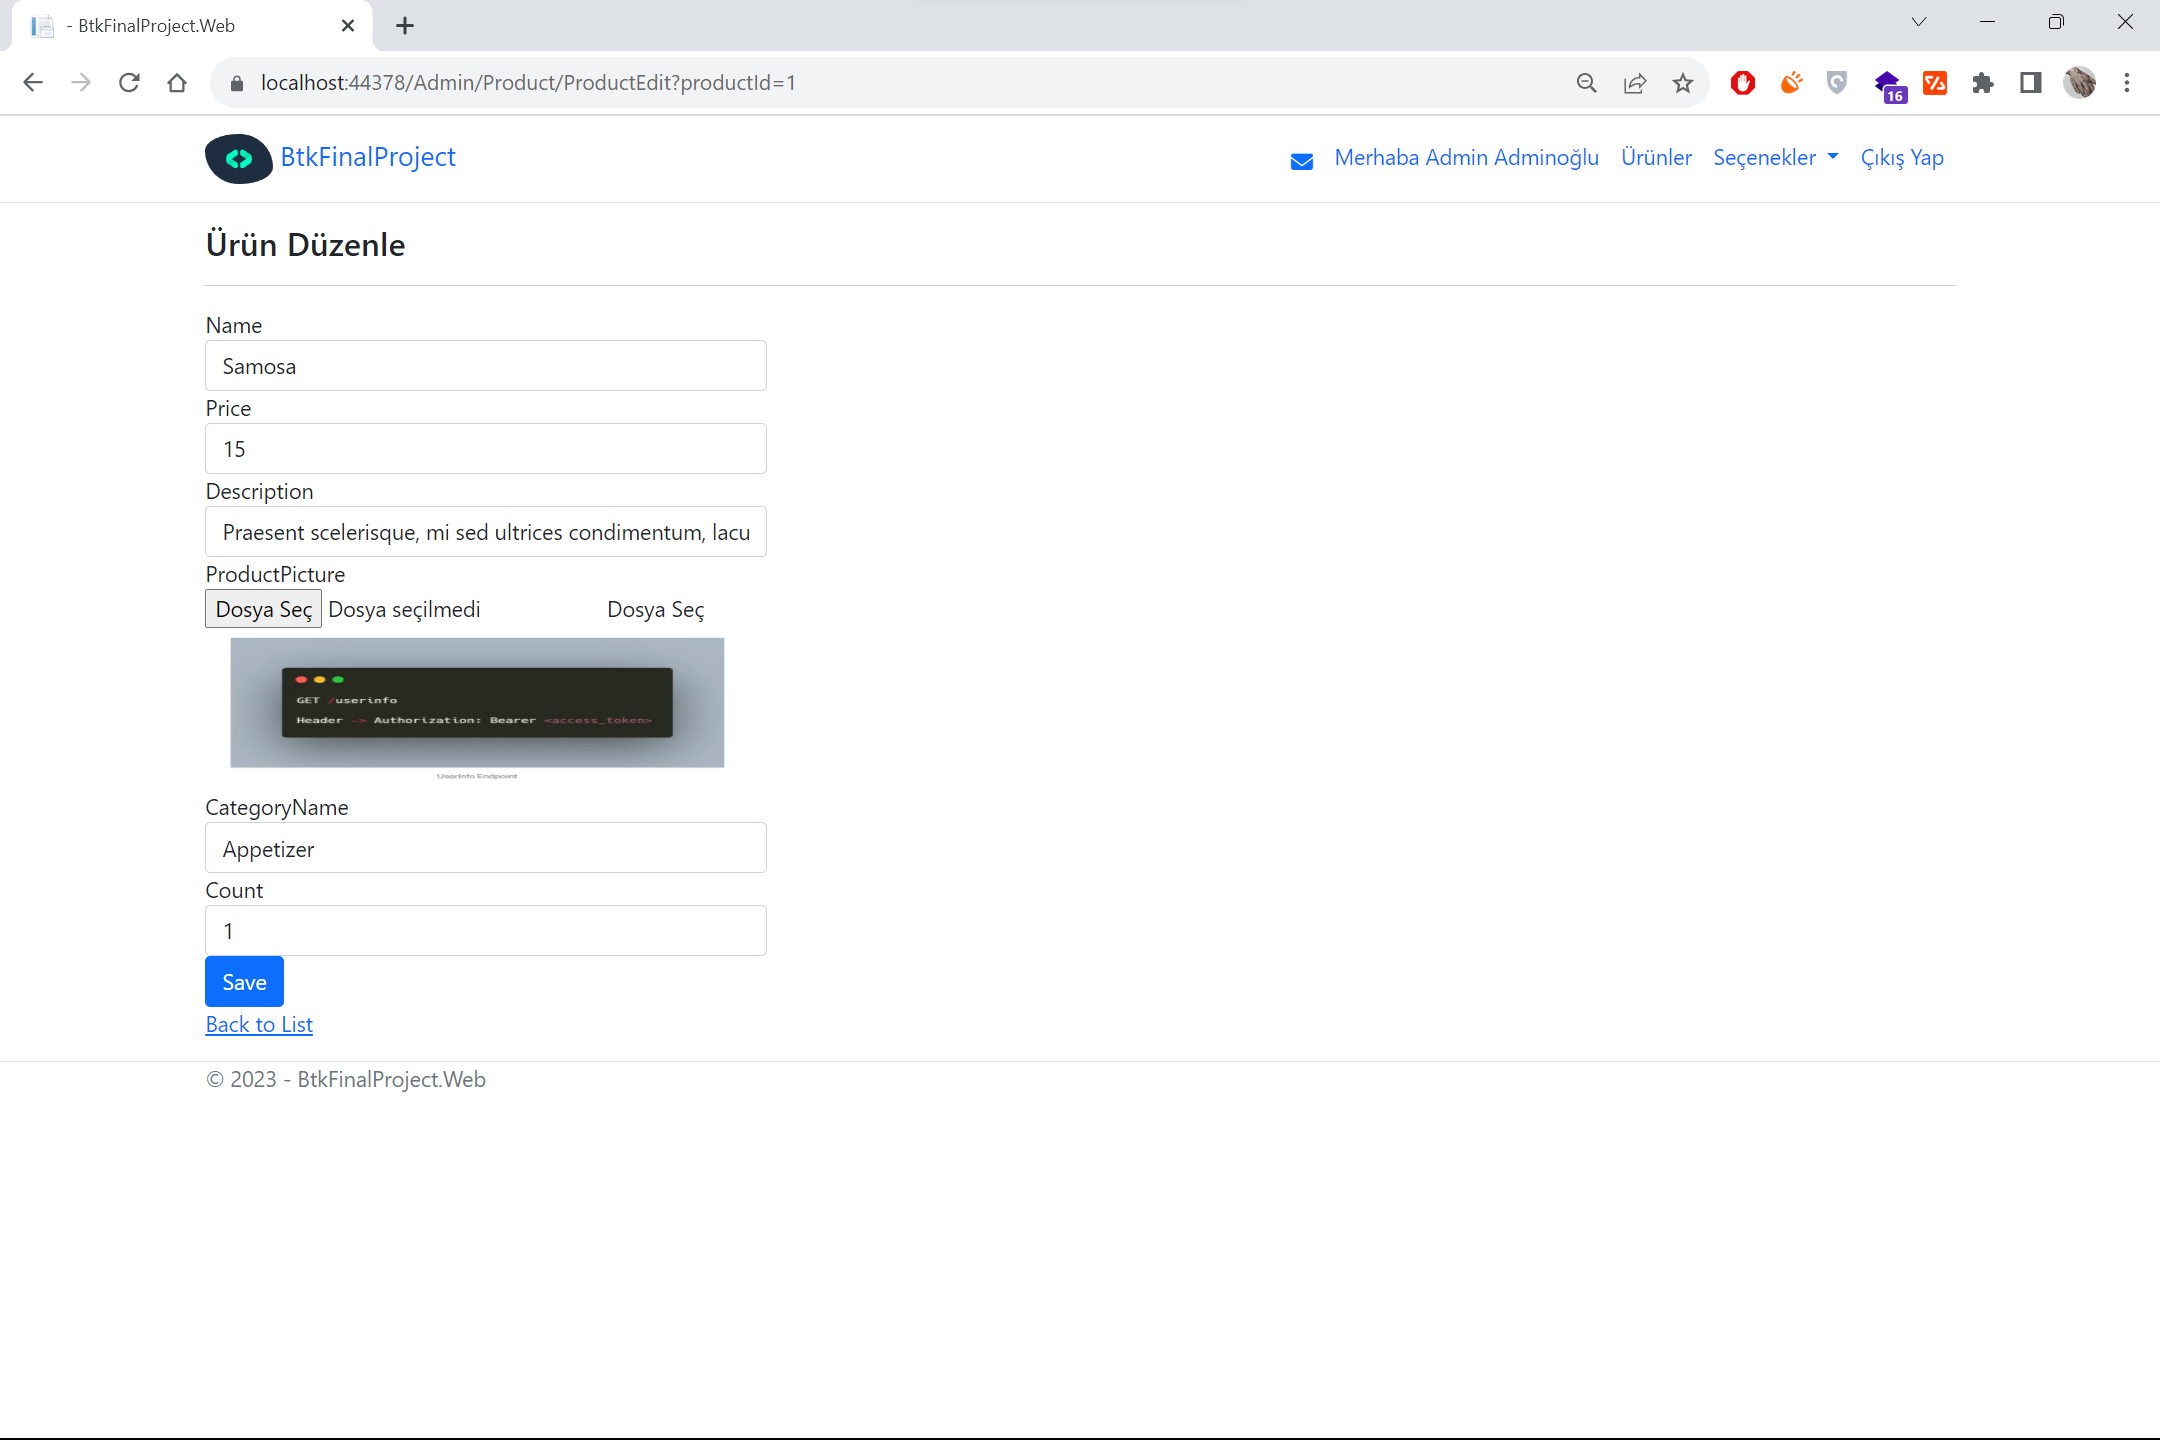 - BtkFinalProject.Web
localhost:44378/Admin/Product/ProductEdit?productId=1
16
BtkFinalProject
Merhaba Admin Adminoğlu Ürünler Seçenekler Çıkış Yap
Ürün Düzenle
Name
Samosa
Price
15
Description
Praesent scelerisque, mi sed ultrices condimentum, lacu
ProductPicture
Dosya Seç Dosya seçilmedi Dosya Seç
GET /userinfo
Header -> Authorization: Bearer <access_token>
UserInfo Endpoint
CategoryName
Appetizer
Count
1
Save
Back to List
© 2023 - BtkFinalProject.Web